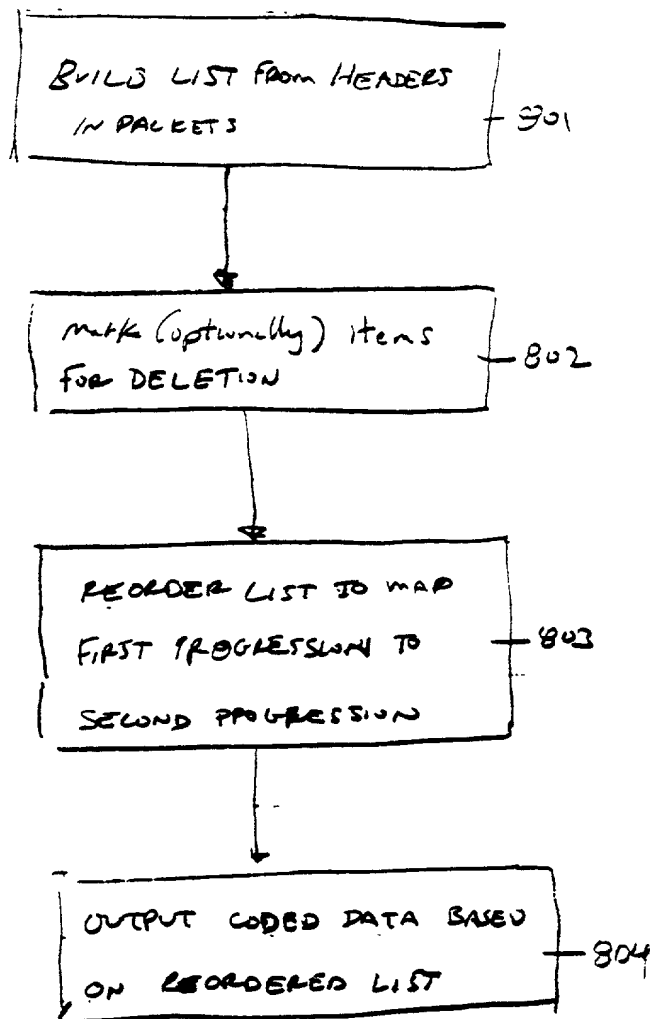 BUILD LIST FROM HEADERS
IN PACKETS
801
mark (optionally) items
FOR DELETION
802
REORDER LIST TO MAP
FIRST PROGRESSION TO
SECOND PROGRESSION
803
OUTPUT CODED DATA BASED
ON REORDERED LIST
804